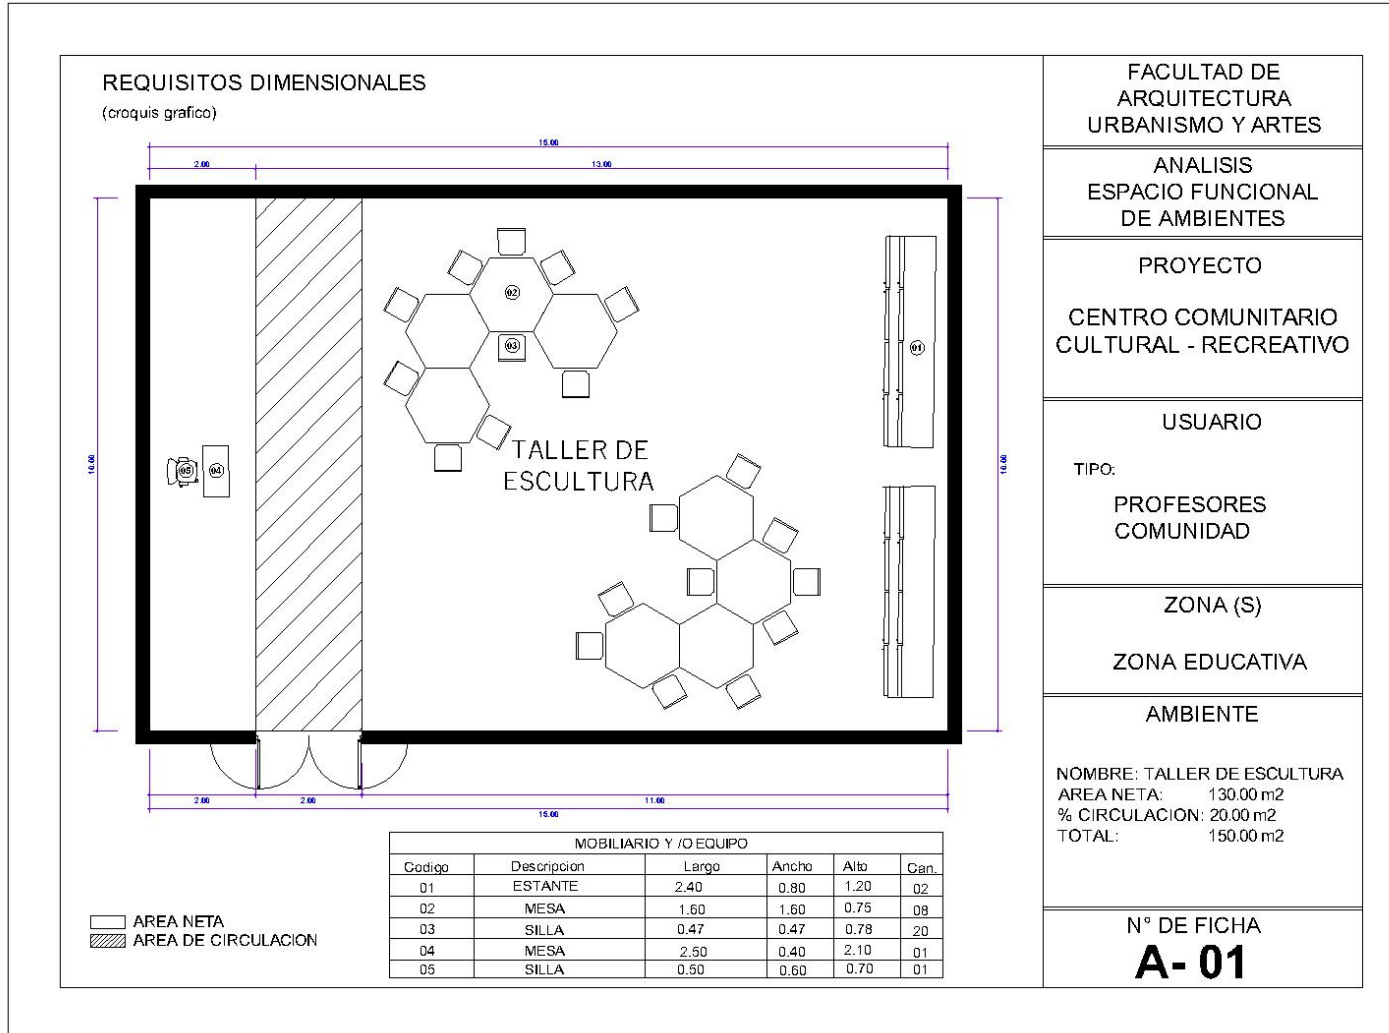 REQUISITOS DIMENSIONALES
(croquis grafico)
15.00
2.00
13.00
10.00
10.00
02
03
01
05
04
TALLER DE
ESCULTURA
2.00
2.00
11.00
15.00
MOBILIARIO Y /O EQUIPO
Codigo Descripcion Largo Ancho Alto Can.
01 ESTANTE 2.40 0.80 1.20 02
02 MESA 1.60 1.60 0.75 08
03 SILLA 0.47 0.47 0.78 20
04 MESA 2.50 0.40 2.10 01
05 SILLA 0.50 0.60 0.70 01
AREA NETA
AREA DE CIRCULACION
FACULTAD DE
ARQUITECTURA
URBANISMO Y ARTES
ANALISIS
ESPACIO FUNCIONAL
DE AMBIENTES
PROYECTO
CENTRO COMUNITARIO
CULTURAL - RECREATIVO
USUARIO
TIPO:
PROFESORES
COMUNIDAD
ZONA (S)
ZONA EDUCATIVA
AMBIENTE
NOMBRE: TALLER DE ESCULTURA
AREA NETA: 130.00 m2
% CIRCULACION: 20.00 m2
TOTAL: 150.00 m2
N° DE FICHA
A- 01